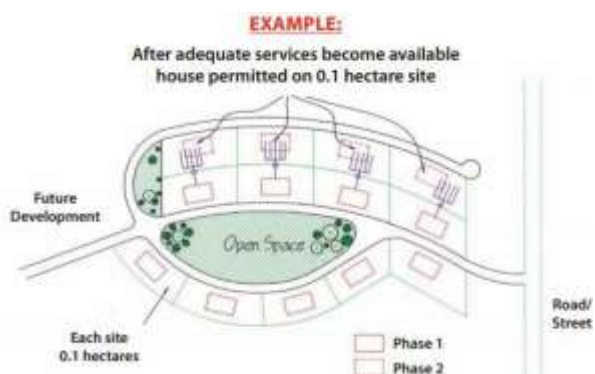 EXAMPLE:
After adequate services become available
house permitted on 0.1 hectare site
Future
Development
Open Space
Each site
0.1 hectares
Road/
Street
Phase 1
Phase 2